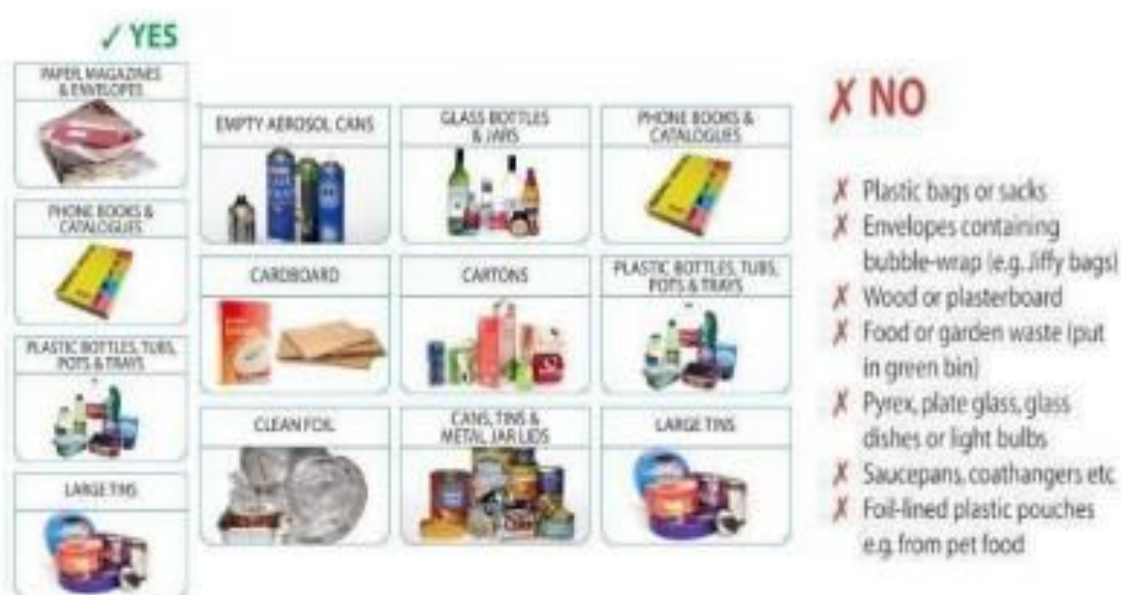 ✓ YES
PAPER, MAGAZINES
& ENVELOPES
PHONE BOOKS &
CATALOGUES
PLASTIC BOTTLES, TUBS,
POTS & TRAYS
LARGE TINS
EMPTY AEROSOL CANS
GLASS BOTTLES
& JARS
PHONE BOOKS &
CATALOGUES
CARDBOARD
CARTONS
PLASTIC BOTTLES, TUBS,
POTS & TRAYS
CLEAN FOIL
CANS, TINS &
METAL JAR LIDS
LARGE TINS
✗ NO
✗ Plastic bags or sacks
✗ Envelopes containing
bubble-wrap (e.g. Jiffy bags)
✗ Wood or plasterboard
✗ Food or garden waste (put
in green bin)
✗ Pyrex, plate glass, glass
dishes or light bulbs
✗ Saucepans, coathangers etc
✗ Foil-lined plastic pouches
e.g. from pet food